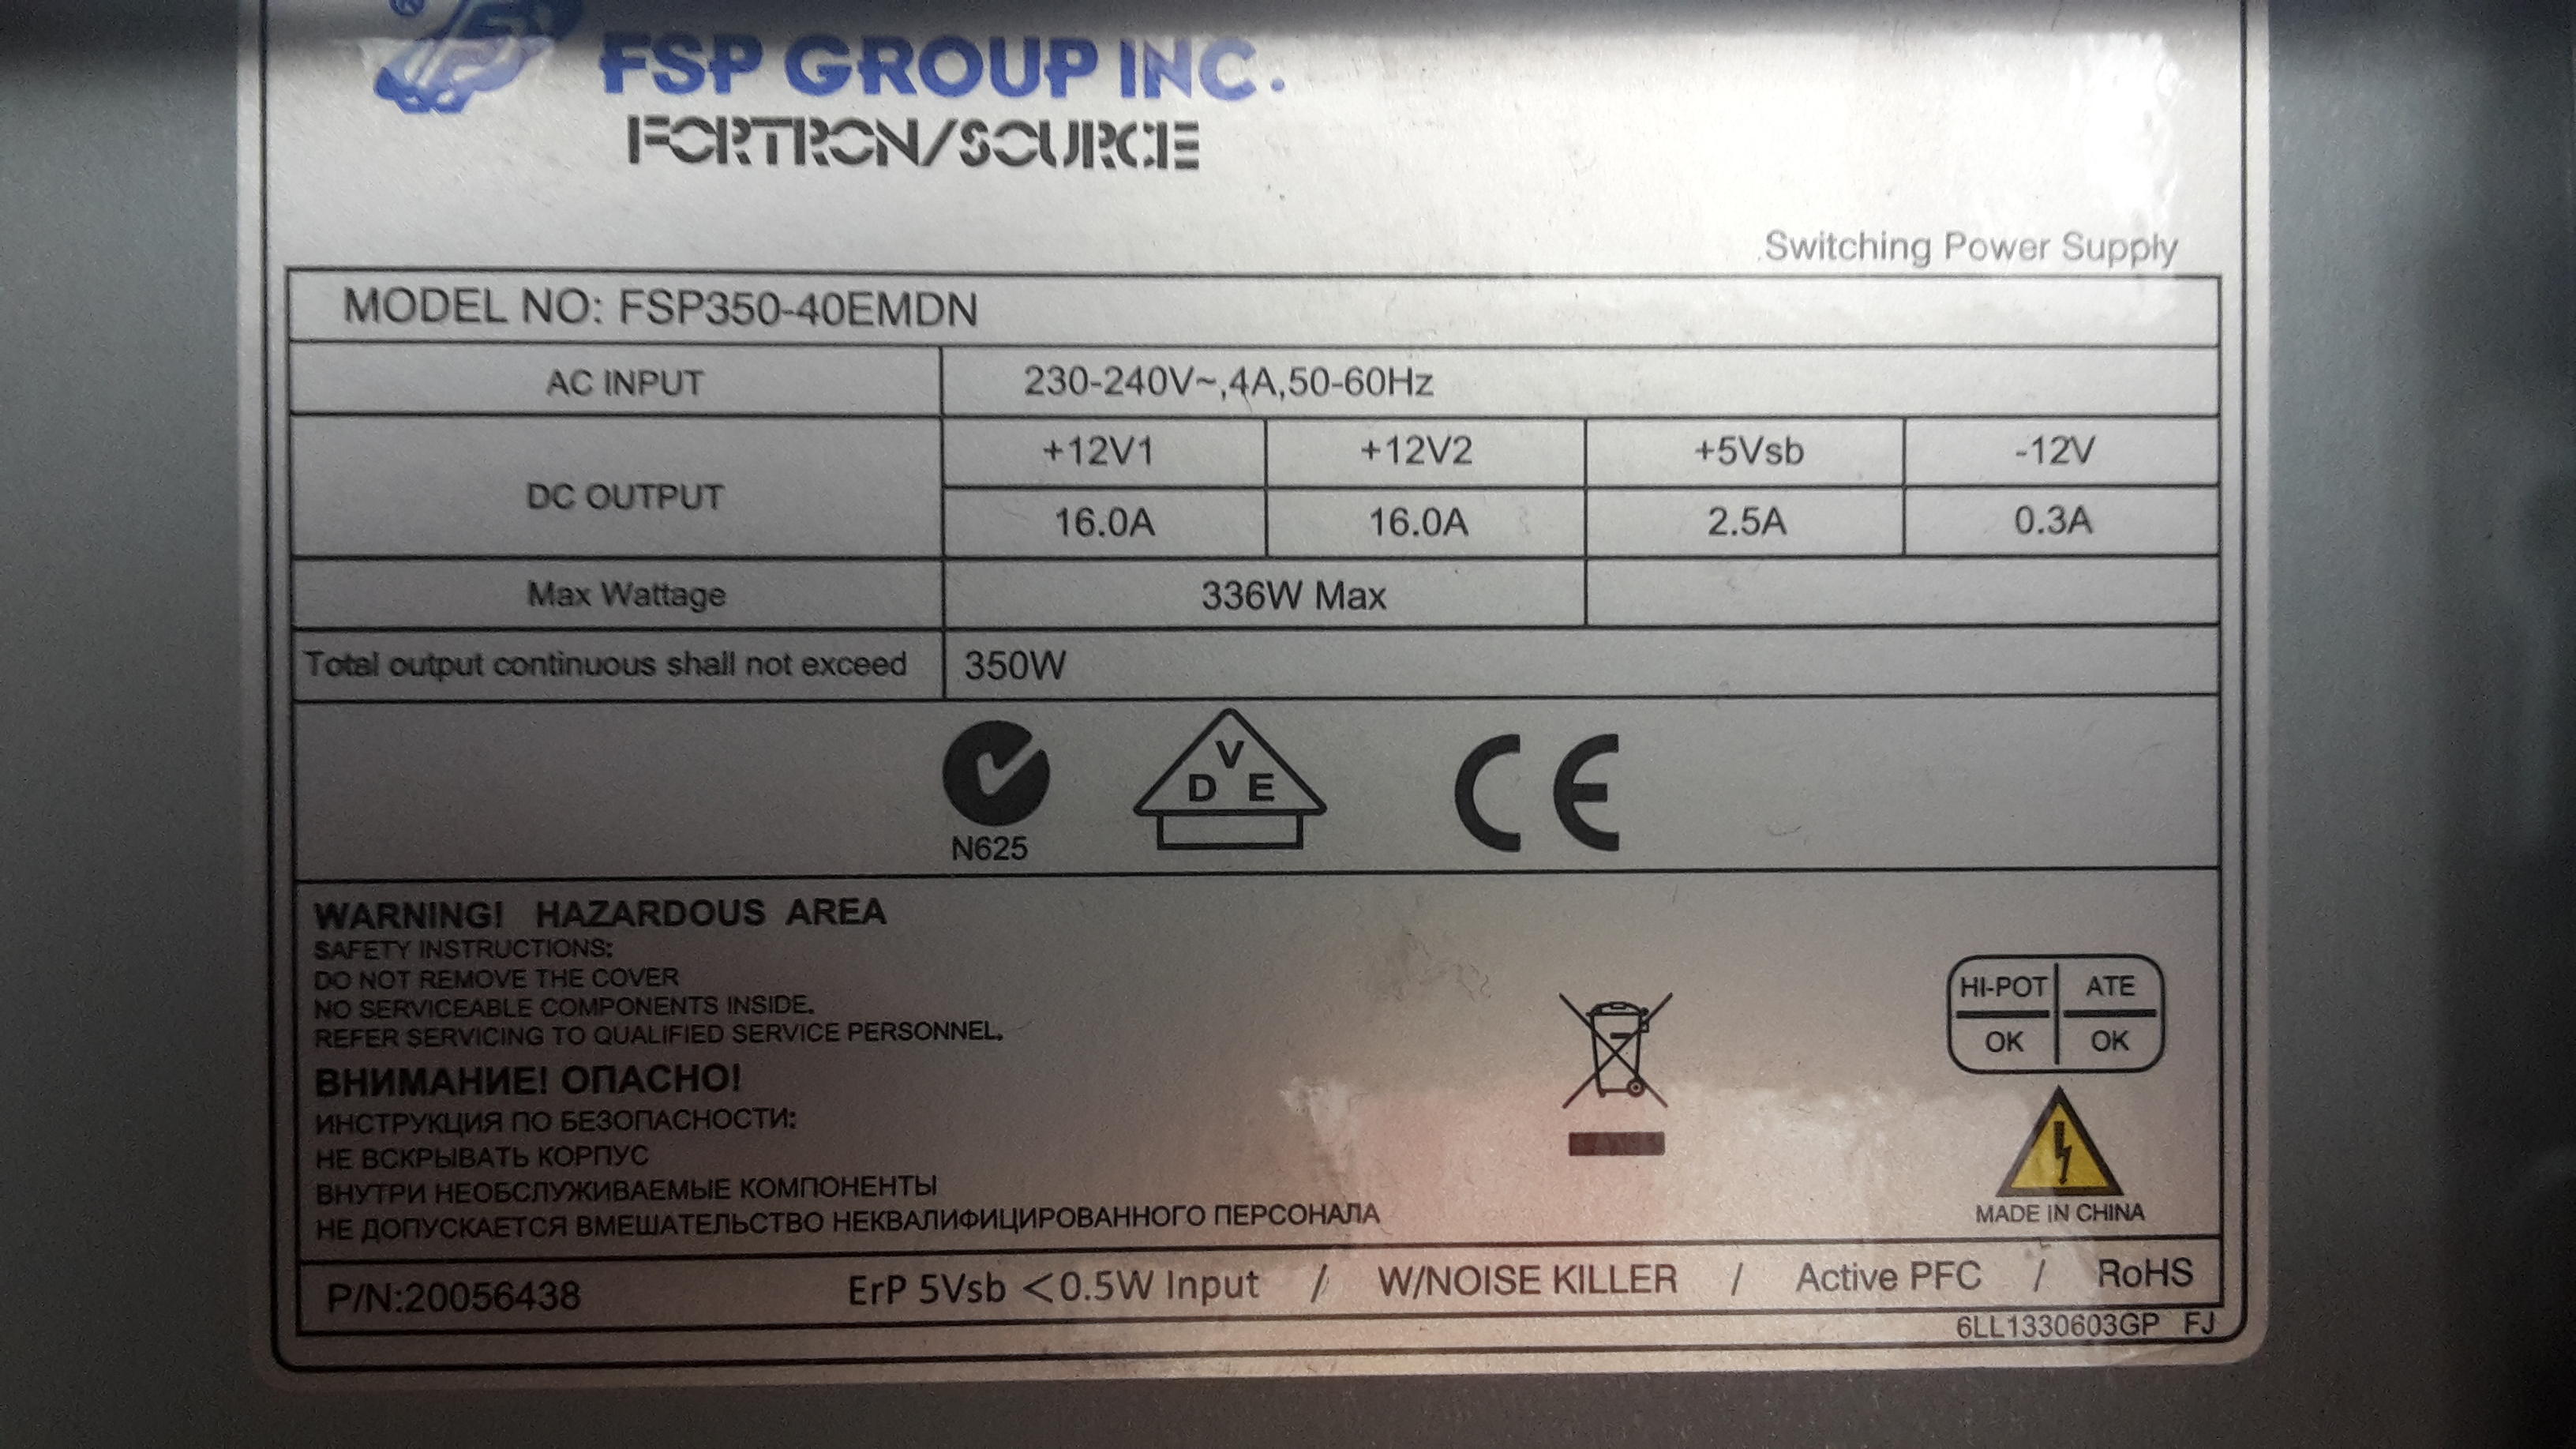 FSP GROUP INC.
FORTRON/SOURCE
Switching Power Supply
MODEL NO: FSP350-40EMDN
AC INPUT 230-240V~,4A,50-60Hz
DC OUTPUT +12V1 +12V2 +5Vsb -12V
16.0A 16.0A 2.5A 0.3A
Max Wattage 336W Max
Total output continuous shall not exceed 350W
N625
V
D E
CE
WARNING! HAZARDOUS AREA
SAFETY INSTRUCTIONS:
DO NOT REMOVE THE COVER
NO SERVICEABLE COMPONENTS INSIDE.
REFER SERVICING TO QUALIFIED SERVICE PERSONNEL.
ВНИМАНИЕ! ОПАСНО!
ИНСТРУКЦИЯ ПО БЕЗОПАСНОСТИ:
НЕ ВСКРЫВАТЬ КОРПУС
ВНУТРИ НЕОБСЛУЖИВАЕМЫЕ КОМПОНЕНТЫ
НЕ ДОПУСКАЕТСЯ ВМЕШАТЕЛЬСТВО НЕКВАЛИФИЦИРОВАННОГО ПЕРСОНАЛА
HI-POT ATE
OK OK
MADE IN CHINA
P/N:20056438 ErP 5Vsb <0.5W Input / W/NOISE KILLER / Active PFC / RoHS
6LL1330603GP FJ